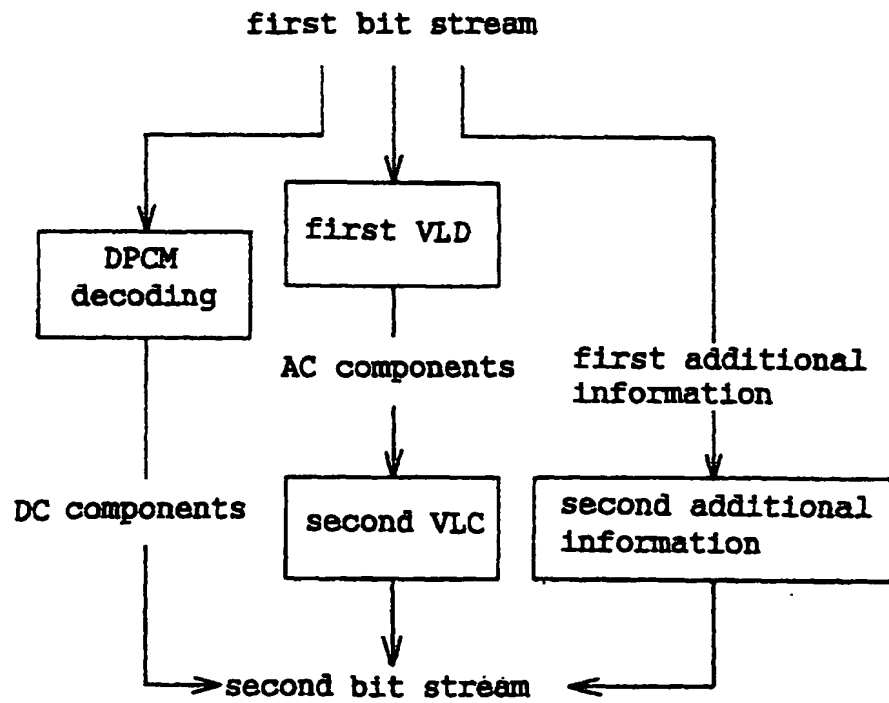 first bit stream
first VLD
DPCM
decoding
AC components
first additional
information
DC components
second VLC
second additional
information
second bit stream